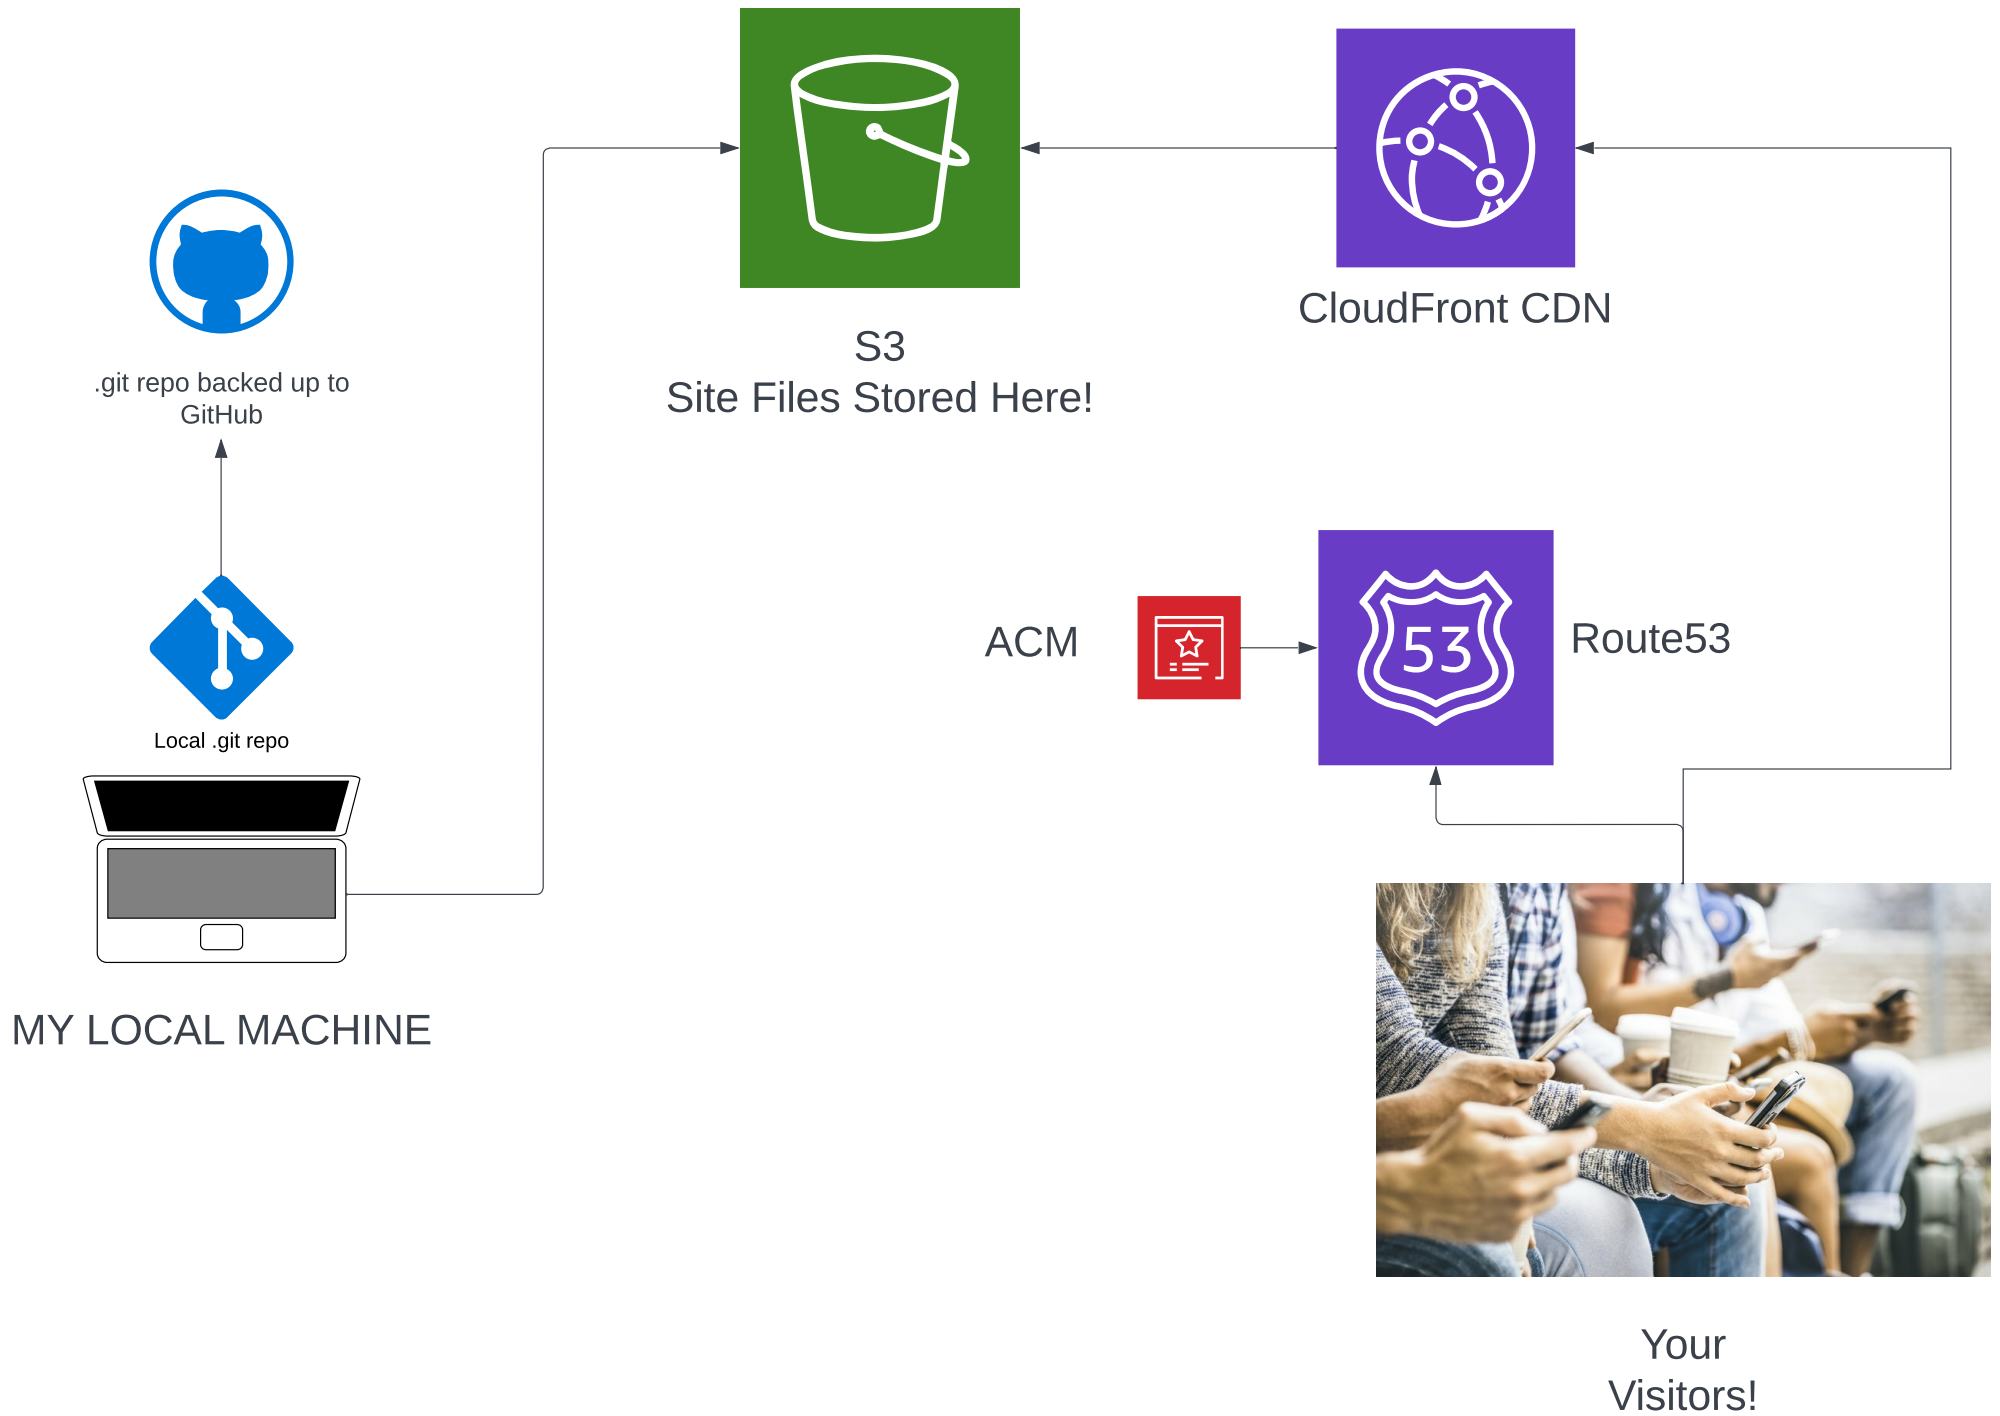 .git repo backed up to
GitHub
Local .git repo
MY LOCAL MACHINE
S3
Site Files Stored Here!
CloudFront CDN
ACM
53
Route53
Your
Visitors!